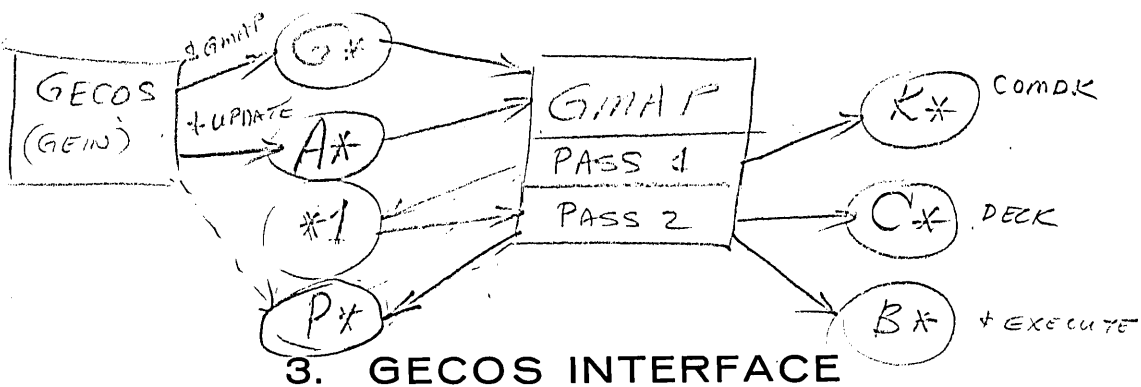 GECOS
(GEIN)
$ GMAP
G*
$ UPDATE
A*
*1
P*
GMAP
PASS 1
PASS 2
K* COMDK
C* DECK
B* $ EXECUTE
3. GECOS INTERFACE